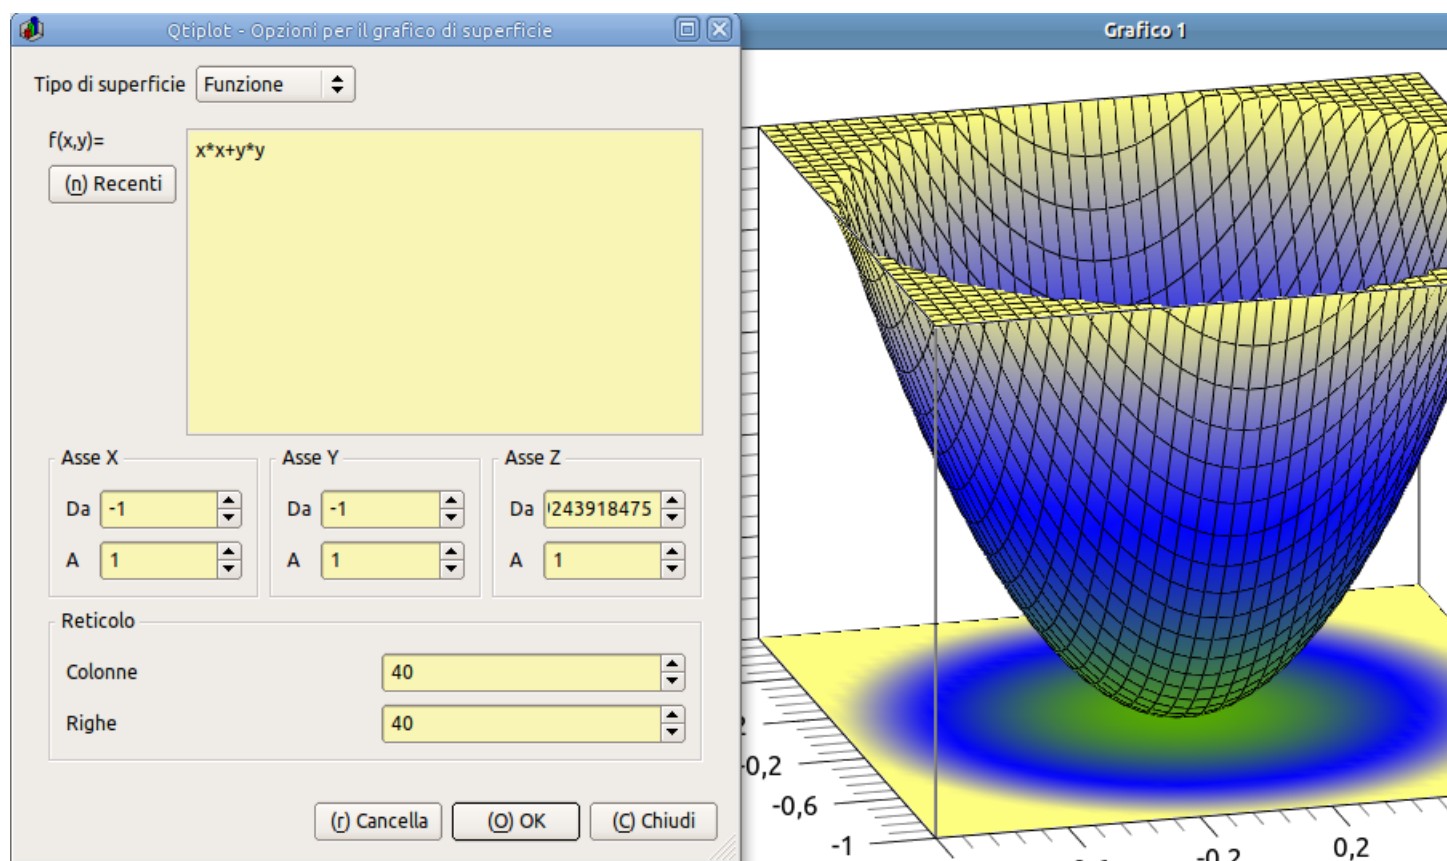 Qtiplot - Opzioni per il grafico di superficie
Grafico 1
Tipo di superficie Funzione
f(x,y)=
x*x+y*y
(n) Recenti
Asse X Asse Y Asse Z
Da -1 Da -1 Da 243918475
A 1 A 1 A 1
Reticolo
Colonne 40
Righe 40
(r) Cancella (O) OK (C) Chiudi
-0,2
-0,6
-1
-0,2
0,2